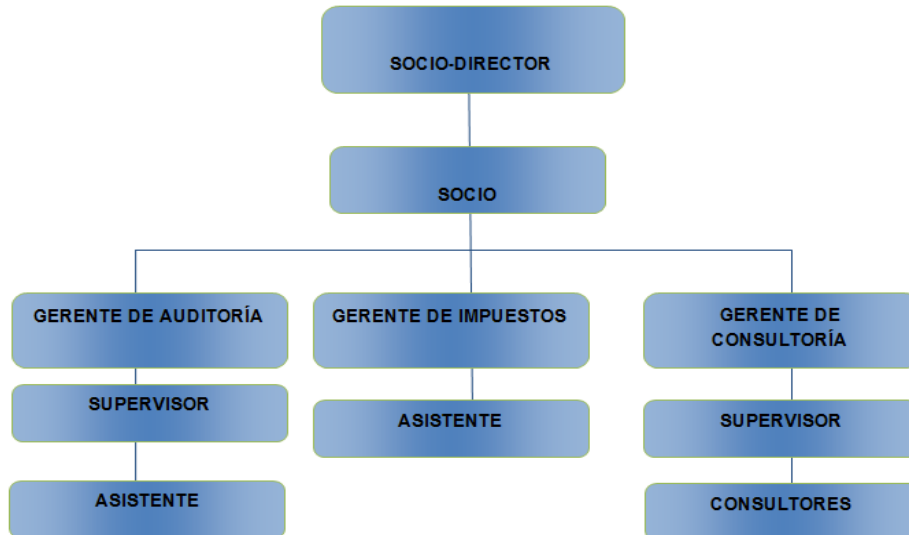 SOCIO-DIRECTOR
SOCIO
GERENTE DE AUDITORÍA
GERENTE DE IMPUESTOS
GERENTE DE
CONSULTORÍA
SUPERVISOR
ASISTENTE
SUPERVISOR
ASISTENTE
CONSULTORES